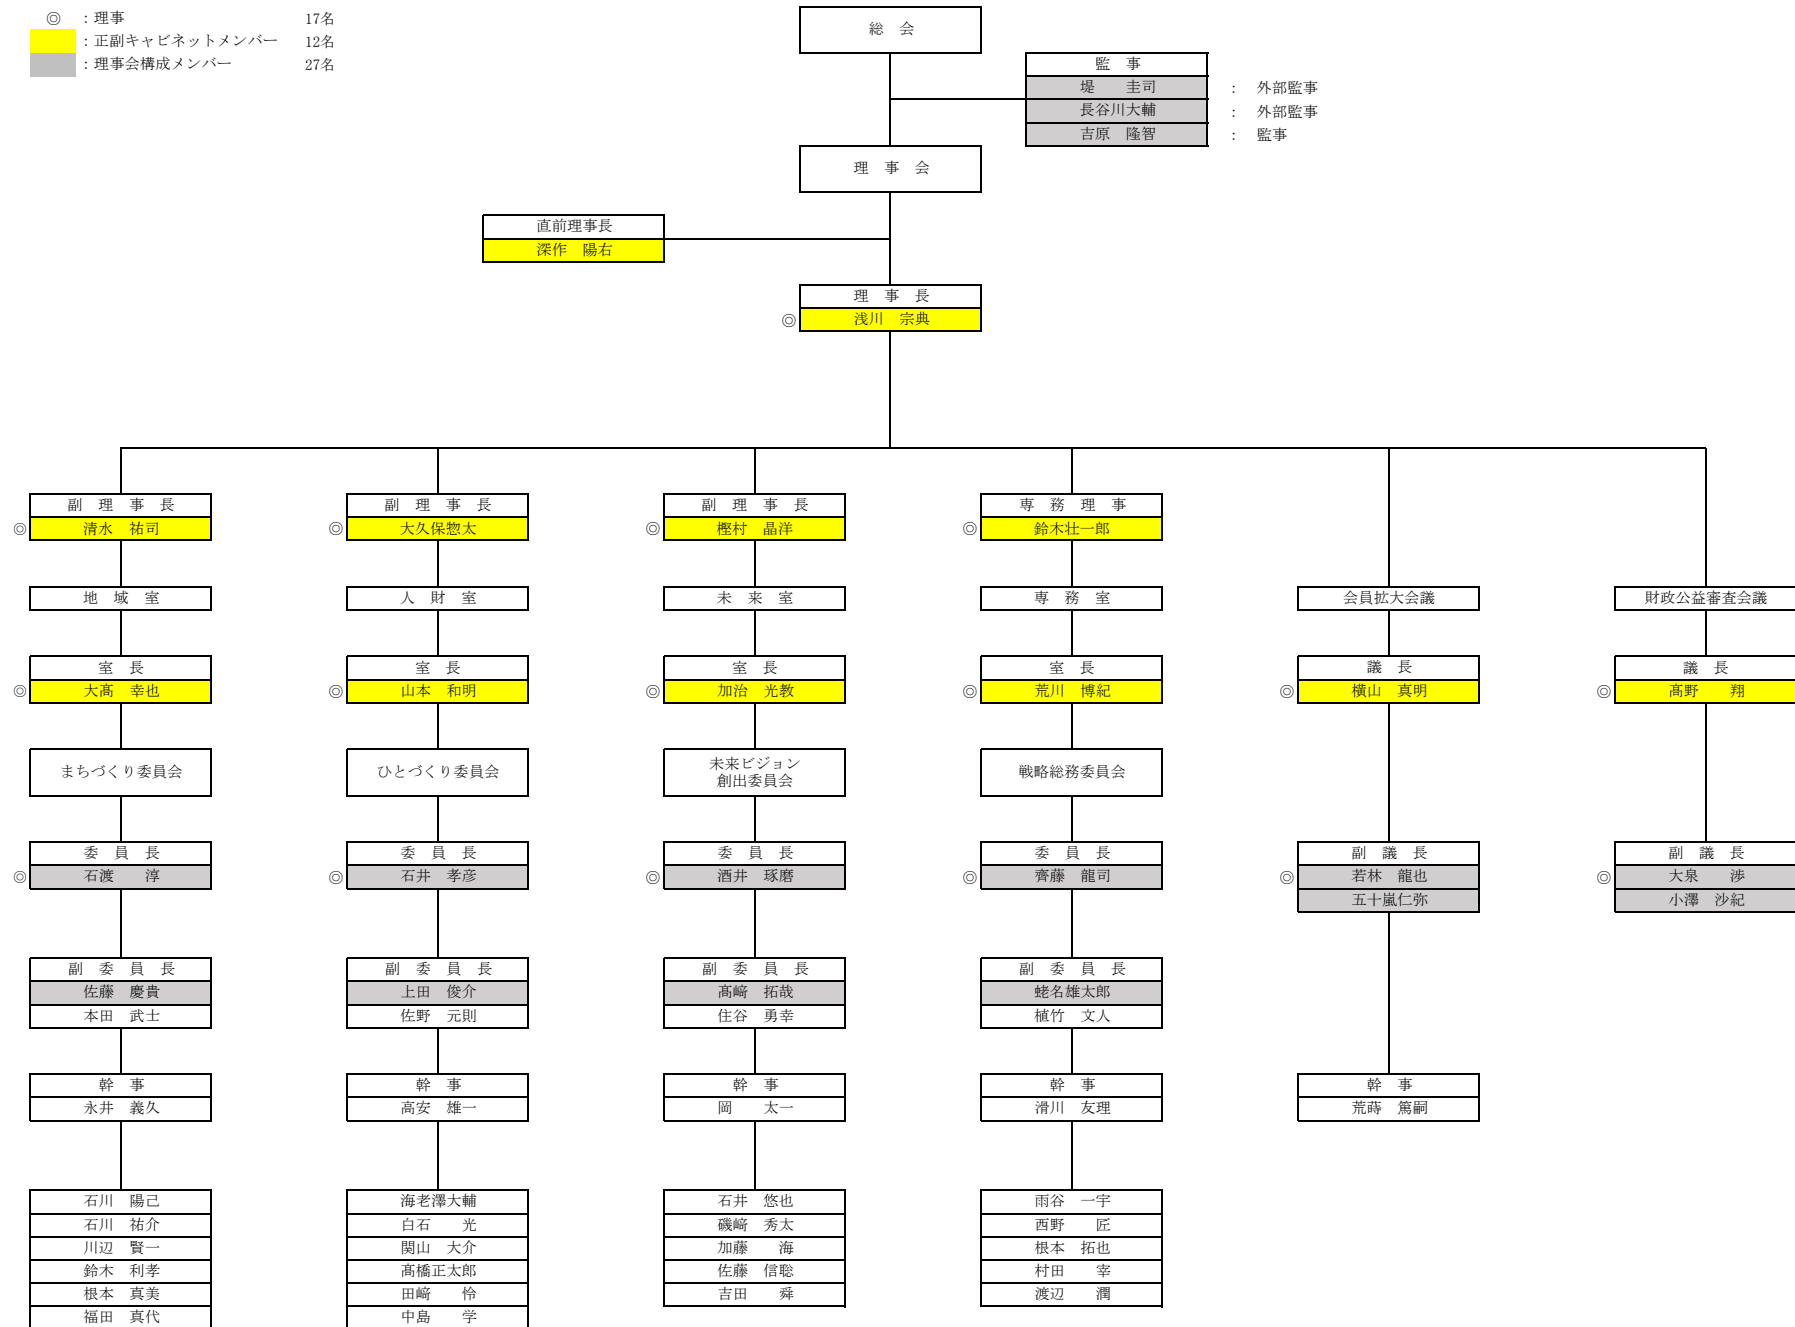 ◎ ：理事 17名
：正副キャビネットメンバー 12名
：理事会構成メンバー 27名
総　会
監　事
堤　　圭司 ： 外部監事
長谷川大輔 ： 外部監事
吉原　隆智 ： 監事
理　事　会
直前理事長
深作　陽右
理　事　長
◎ 浅川　宗典
副　理　事　長 副　理　事　長 副　理　事　長 専　務　理　事
◎ 清水　祐司 ◎ 大久保惣太 ◎ 樫村　晶洋 ◎ 鈴木壮一郎
地　域　室 人　財　室 未　来　室 専　務　室 会員拡大会議 財政公益審査会議
室　長 室　長 室　長 室　長 議　長 議　長
◎ 大髙　幸也 ◎ 山本　和明 ◎ 加治　光教 ◎ 荒川　博紀 ◎ 横山　真明 ◎ 髙野　　翔
まちづくり委員会 ひとづくり委員会 未来ビジョン
創出委員会 戦略総務委員会
委　員　長 委　員　長 委　員　長 委　員　長 副　議　長 副　議　長
◎ 石渡　　淳 ◎ 石井　孝彦 ◎ 酒井　琢磨 ◎ 齊藤　龍司 ◎ 若林　龍也 ◎ 大泉　　渉
五十嵐仁弥 小澤　沙紀
副　委　員　長 副　委　員　長 副　委　員　長 副　委　員　長
佐藤　慶貴 上田　俊介 髙﨑　拓哉 蛯名雄太郎
本田　武士 佐野　元則 住谷　勇幸 植竹　文人
幹　事 幹　事 幹　事 幹　事 幹　事
永井　義久 高安　雄一 岡　　太一 滑川　友理 荒蒔　篤嗣
石川　陽己 海老澤大輔 石井　悠也 雨谷　一宇
石川　祐介 白石　　光 磯﨑　秀太 西野　　匠
川辺　賢一 関山　大介 加藤　　海 根本　拓也
鈴木　利孝 髙橋正太郎 佐藤　信聡 村田　　宰
根本　真美 田﨑　　怜 吉田　　舜 渡辺　　潤
福田　真代 中島　　学